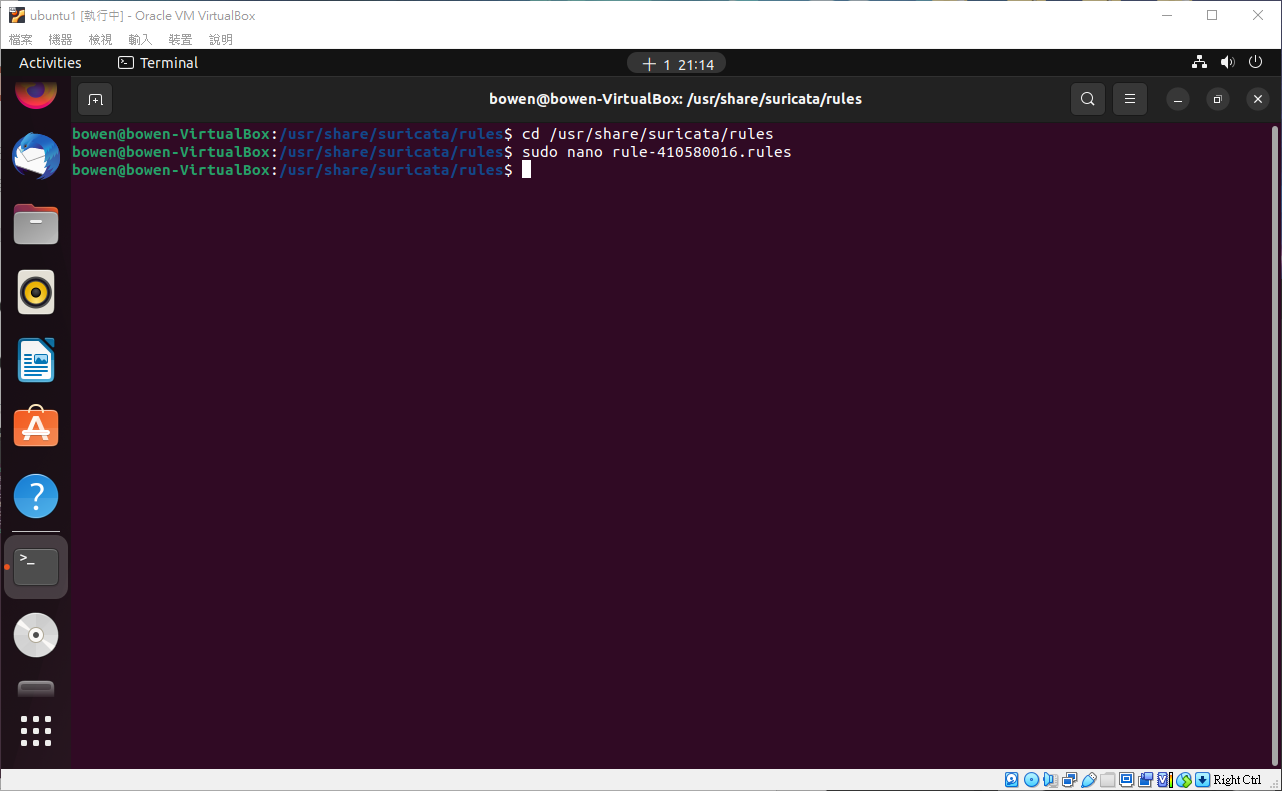 ubuntu1 [執行中] - Oracle VM VirtualBox
檔案 機器 檢視 輸入 裝置 說明
Activities Terminal 十 1 21:14
bowen@bowen-VirtualBox: /usr/share/suricata/rules
bowen@bowen-VirtualBox:/usr/share/suricata/rules$ cd /usr/share/suricata/rules
bowen@bowen-VirtualBox:/usr/share/suricata/rules$ sudo nano rule-410580016.rules
bowen@bowen-VirtualBox:/usr/share/suricata/rules$
Right Ctrl